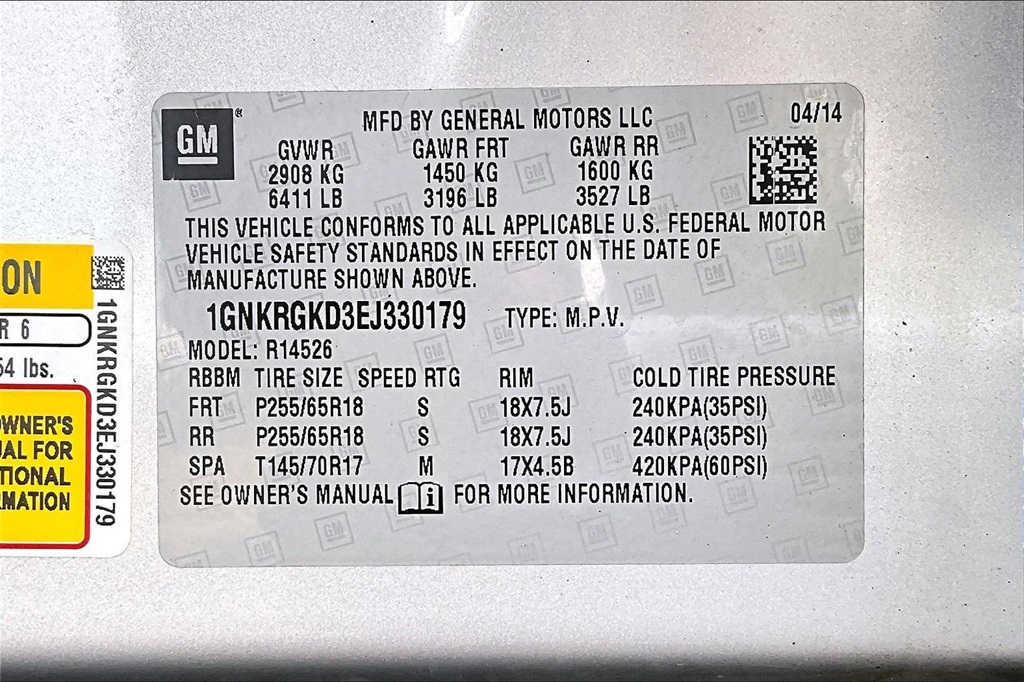 GM ®
MFD BY GENERAL MOTORS LLC 04/14
GVWR GAWR FRT GAWR RR
2908 KG 1450 KG 1600 KG
6411 LB 3196 LB 3527 LB
THIS VEHICLE CONFORMS TO ALL APPLICABLE U.S. FEDERAL MOTOR
VEHICLE SAFETY STANDARDS IN EFFECT ON THE DATE OF
MANUFACTURE SHOWN ABOVE.
1GNKRGKD3EJ330179 TYPE: M.P.V.
MODEL: R14526
RBBM TIRE SIZE SPEED RTG RIM COLD TIRE PRESSURE
FRT P255/65R18 S 18X7.5J 240KPA(35PSI)
RR P255/65R18 S 18X7.5J 240KPA(35PSI)
SPA T145/70R17 M 17X4.5B 420KPA(60PSI)
SEE OWNER'S MANUAL i FOR MORE INFORMATION.
ON
R 6
54 lbs.
OWNER'S
UAL FOR
TIONAL
RMATION
1GNKRGKD3EJ330179